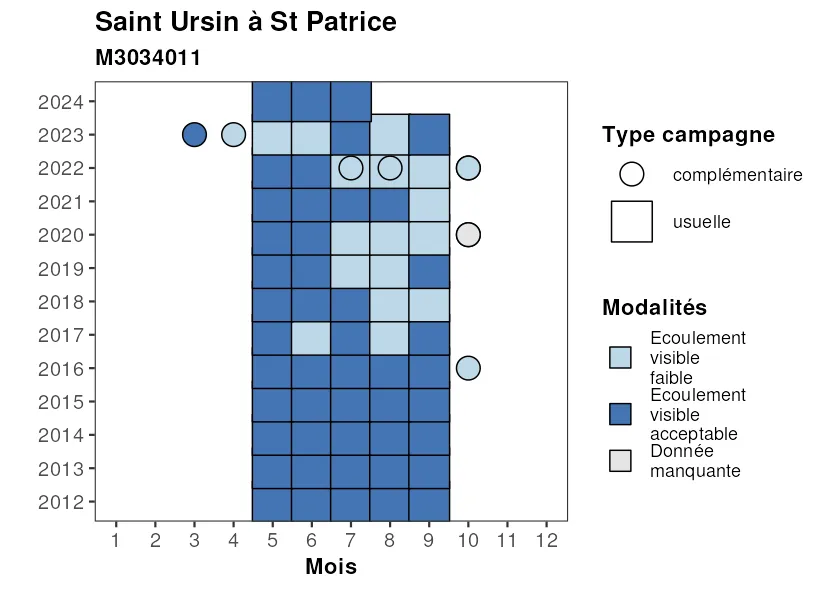 Saint Ursin à St Patrice
M3034011
2024
2023
2022
2021
2020
2019
2018
2017
2016
2015
2014
2013
2012
1 2 3 4 5 6 7 8 9 10 11 12
Mois
Type campagne
complémentaire
usuelle
Modalités
Ecoulement
visible
faible
Ecoulement
visible
acceptable
Donnée
manquante